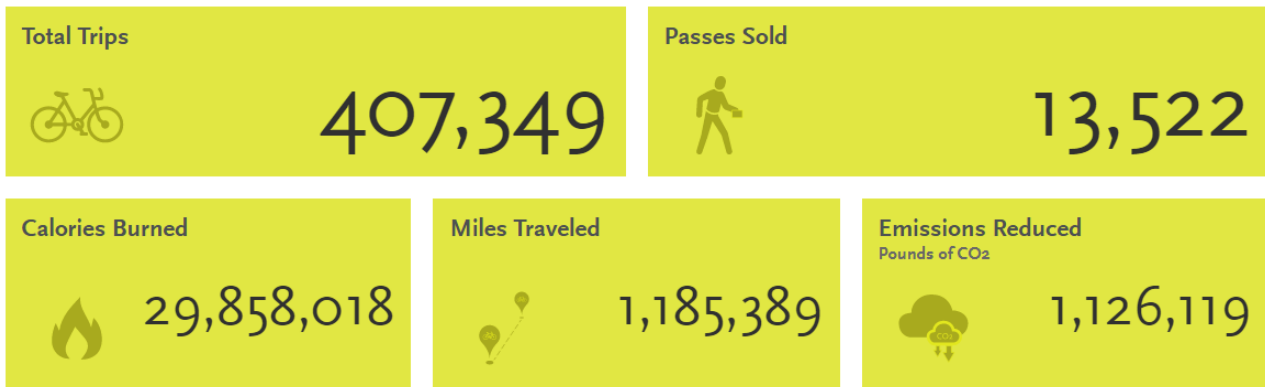 Total Trips
407,349
Passes Sold
13,522
Calories Burned
29,858,018
Miles Traveled
1,185,389
Emissions Reduced
Pounds of CO2
1,126,119
CO2